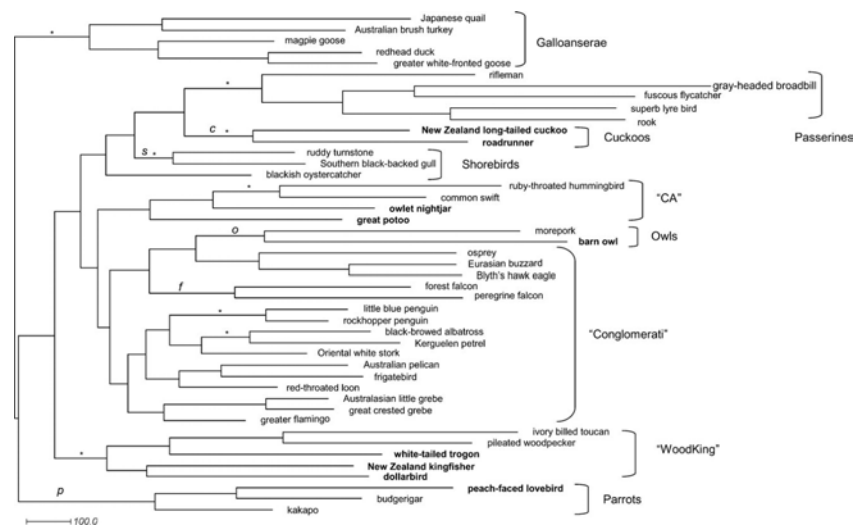 Japanese quail
Australian brush turkey
*
magpie goose
Galloanserae
redhead duck
greater white-fronted goose
rifleman
*
gray-headed broadbill
fuscous flycatcher
superb lyre bird
rook
c *
New Zealand long-tailed cuckoo
Cuckoos
Passerines
roadrunner
s *
ruddy turnstone
Southern black-backed gull
Shorebirds
blackish oystercatcher
*
ruby-throated hummingbird
common swift
"CA"
owlet nightjar
great potoo
o
morepork
Owls
barn owl
osprey
Eurasian buzzard
Blyth's hawk eagle
f
forest falcon
peregrine falcon
*
little blue penguin
rockhopper penguin
*
black-browed albatross
"Conglomerati"
Kerguelen petrel
Oriental white stork
Australian pelican
frigatebird
red-throated loon
Australasian little grebe
great crested grebe
greater flamingo
ivory billed toucan
pileated woodpecker
"WoodKing"
*
white-tailed trogon
New Zealand kingfisher
dollarbird
p
peach-faced lovebird
budgerigar
Parrots
kakapo
100.0